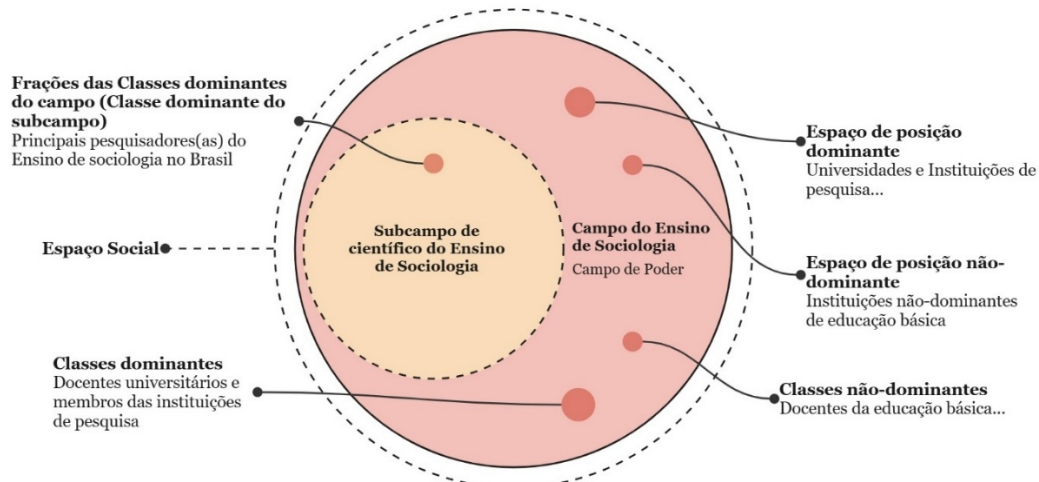 Frações das Classes dominantes
do campo (Classe dominante do
subcampo)
Principais pesquisadores(as) do
Ensino de sociologia no Brasil
Espaço Social
Classes dominantes
Docentes universitários e
membros das instituições
de pesquisa
Subcampo de
científico do Ensino
de Sociologia
Campo do Ensino
de Sociologia
Campo de Poder
Espaço de posição
dominante
Universidades e Instituições de
pesquisa...
Espaço de posição não-
dominante
Instituições não-dominantes
de educação básica
Classes não-dominantes
Docentes da educação básica...